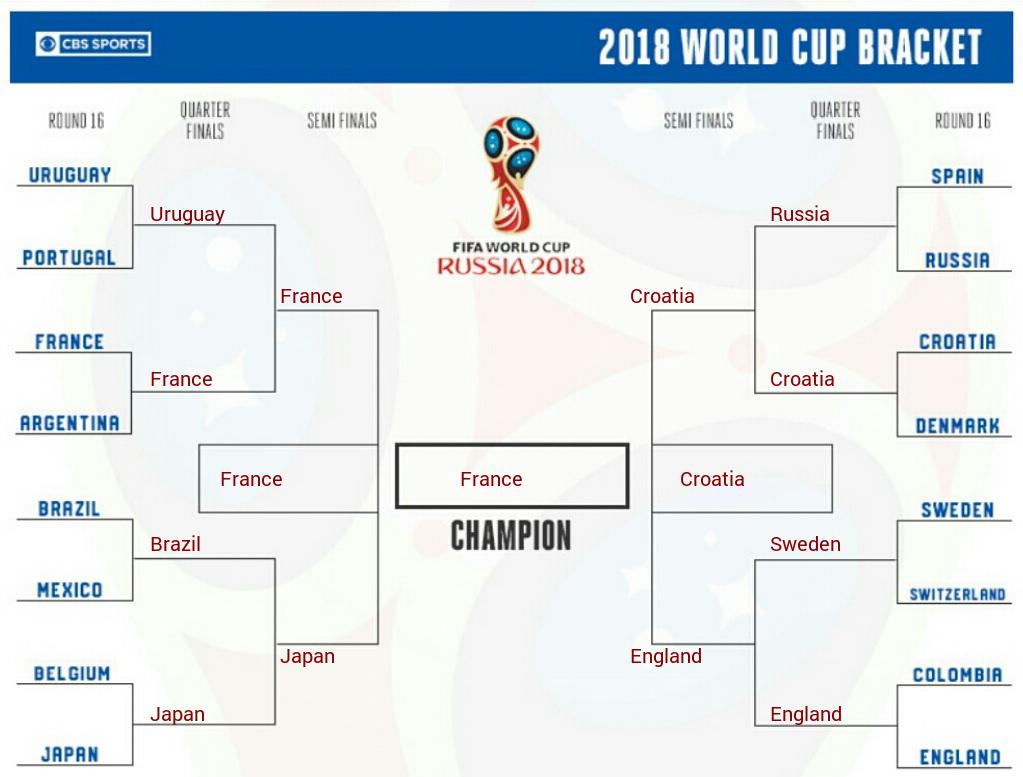 CBS SPORTS
2018 WORLD CUP BRACKET
ROUND 16
QUARTER
FINALS
SEMI FINALS
SEMI FINALS
QUARTER
FINALS
ROUND 16
FIFA WORLD CUP
RUSSIA 2018
URUGUAY
Uruguay
PORTUGAL
France
FRANCE
France
ARGENTINA
France
BRAZIL
Brazil
MEXICO
Japan
BELGIUM
Japan
JAPAN
France
CHAMPION
SPAIN
Russia
RUSSIA
Croatia
CROATIA
Croatia
DENMARK
Croatia
SWEDEN
Sweden
SWITZERLAND
England
COLOMBIA
England
ENGLAND